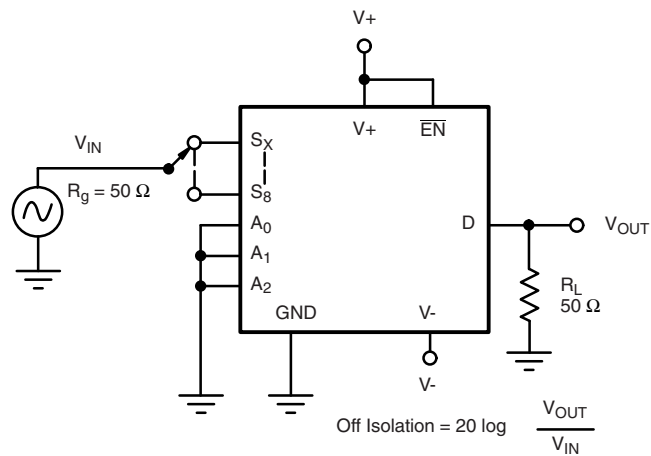 V+
V+
EN
V_IN
S_X
R_g = 50 Ω
S_8
A_0
D
V_OUT
A_1
A_2
R_L
50 Ω
GND
V-
V-
Off Isolation = 20 log V_OUT
V_IN